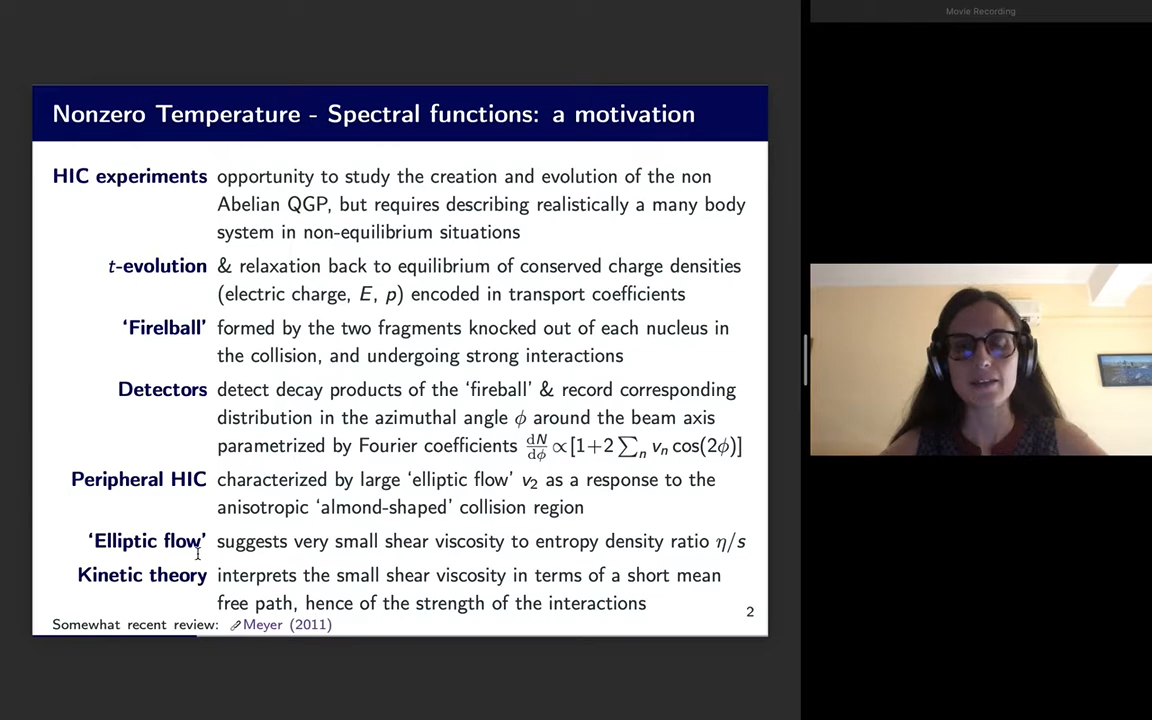 Movie Recording
Nonzero Temperature - Spectral functions: a motivation
HIC experiments opportunity to study the creation and evolution of the non
Abelian QGP, but requires describing realistically a many body
system in non-equilibrium situations
t-evolution & relaxation back to equilibrium of conserved charge densities
(electric charge, E, p) encoded in transport coefficients
‘Firelball’ formed by the two fragments knocked out of each nucleus in
the collision, and undergoing strong interactions
Detectors detect decay products of the ‘fireball’ & record corresponding
distribution in the azimuthal angle ϕ around the beam axis
parametrized by Fourier coefficients dN/dϕ ∝[1+2∑ₙ vₙ cos(2ϕ)]
Peripheral HIC characterized by large ‘elliptic flow’ v₂ as a response to the
anisotropic ‘almond-shaped’ collision region
‘Elliptic flow’ suggests very small shear viscosity to entropy density ratio η/s
Kinetic theory interprets the small shear viscosity in terms of a short mean
free path, hence of the strength of the interactions
2
Somewhat recent review: Meyer (2011)